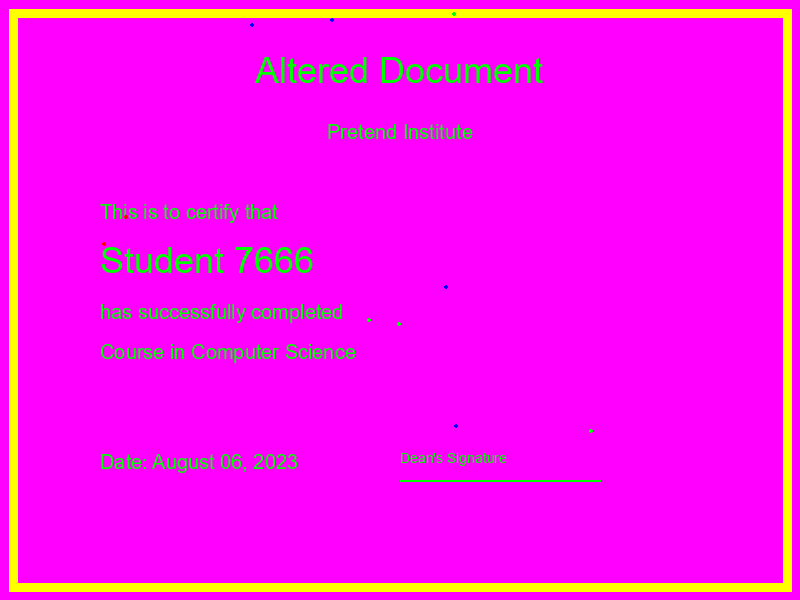 Altered Document
Pretend Institute
This is to certify that
Student 7666
has successfully completed
Course in Computer Science
Date: August 06, 2023
Dean's Signature